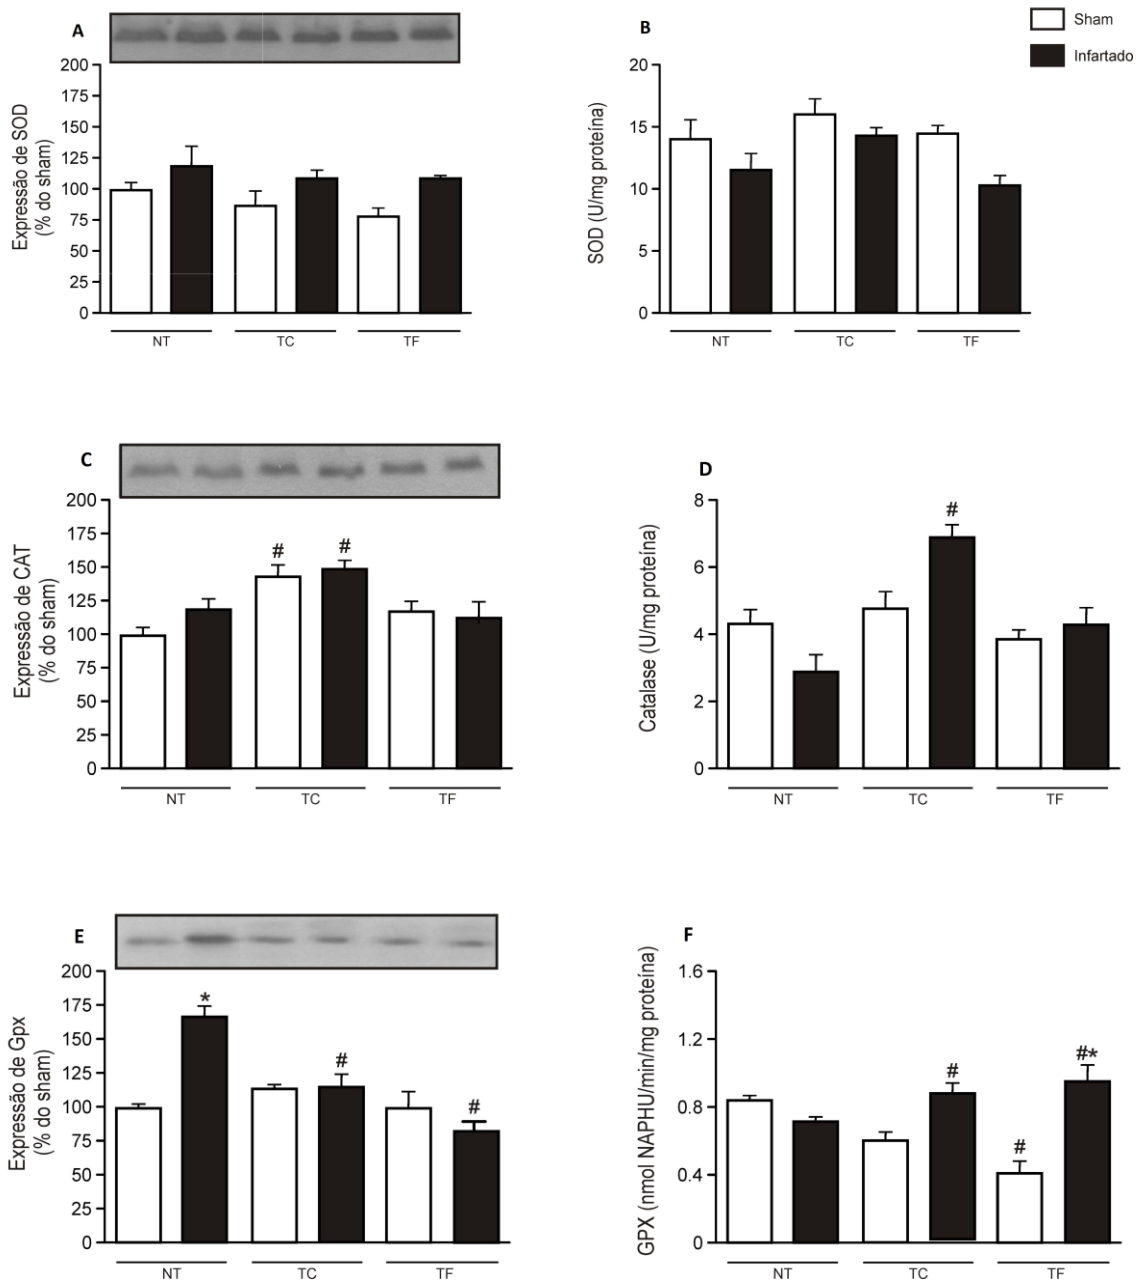 Sham
Infartado
A
Expressão de SOD
(% do sham)
200
175
150
125
100
75
50
25
0
NT TC TF
B
SOD (U/mg proteína)
20
15
10
5
0
NT TC TF
C
Expressão de CAT
(% do sham)
200
175
150
125
100
75
50
25
0
# #
NT TC TF
D
Catalase (U/mg proteína)
8
6
4
2
0
#
NT TC TF
E
Expressão de Gpx
(% do sham)
200
175
150
125
100
75
50
25
0
* # #
NT TC TF
F
GPX (nmol NAPHU/min/mg proteína)
1.6
1.2
0.8
0.4
0
# # #*
NT TC TF